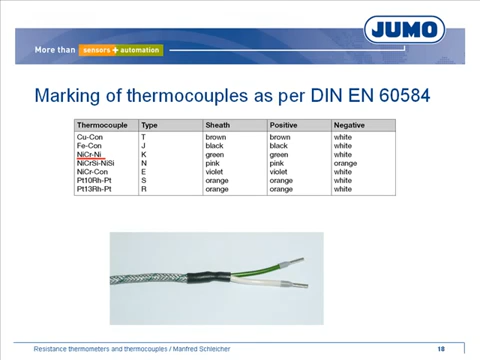 JUMO
More than sensors + automation
Marking of thermocouples as per DIN EN 60584
Thermocouple Type Sheath Positive Negative
Cu-Con T brown brown white
Fe-Con J black black white
NiCr-Ni K green green white
NiCrSi-NiSi N pink pink orange
NiCr-Con E violet violet white
Pt10Rh-Pt S orange orange white
Pt13Rh-Pt R orange orange white
Resistance thermometers and thermocouples / Manfred Schleicher 18